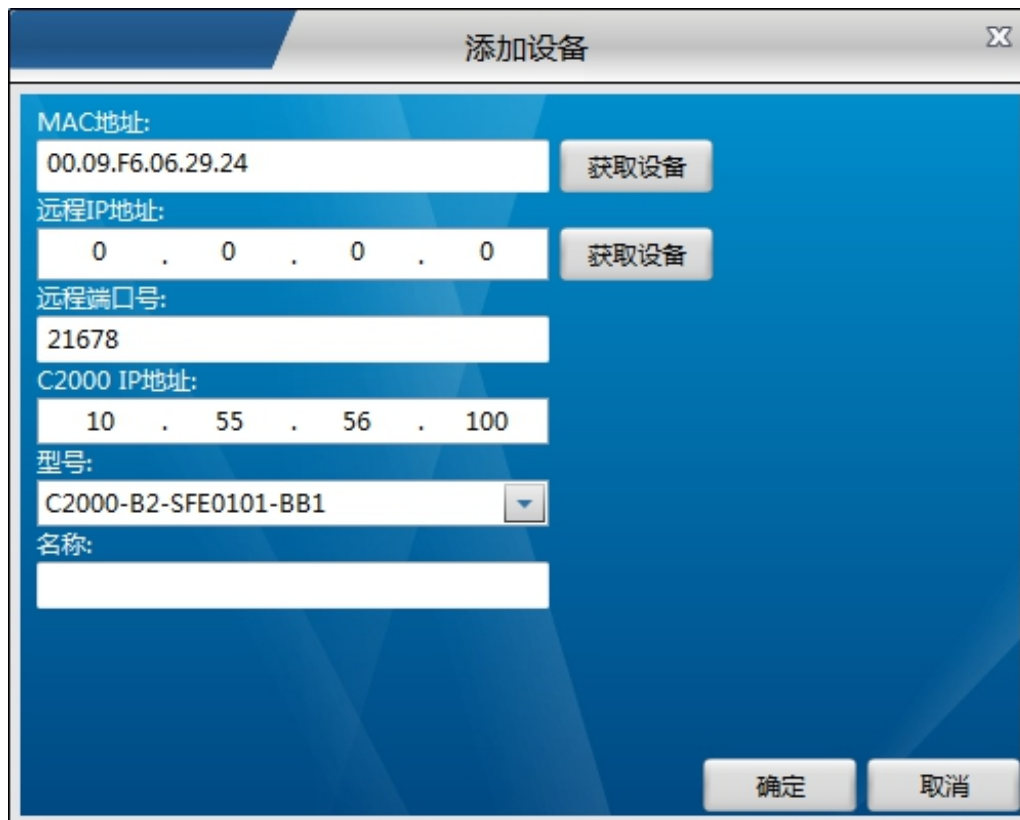 添加设备
MAC地址:
00.09.F6.06.29.24 获取设备
远程IP地址:
0 . 0 . 0 . 0 获取设备
远程端口号:
21678
C2000 IP地址:
10 . 55 . 56 . 100
型号:
C2000-B2-SFE0101-BB1
名称:
确定 取消